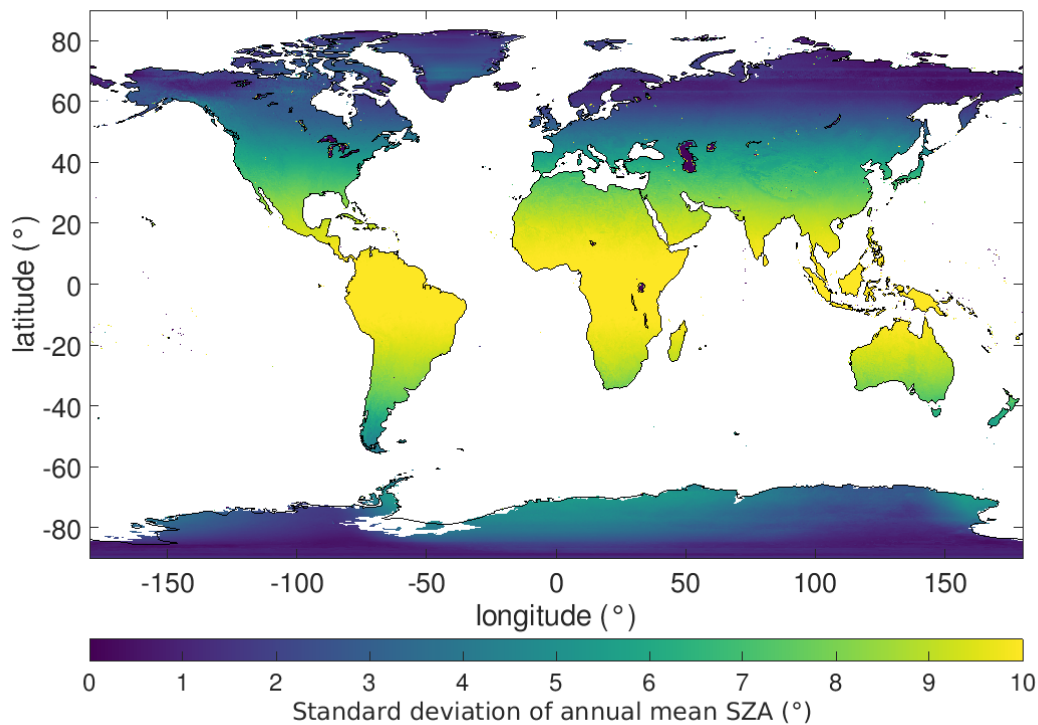 80
60
40
20
0
-20
-40
-60
-80
latitude (°)
-150 -100 -50 0 50 100 150
longitude (°)
0 1 2 3 4 5 6 7 8 9 10
Standard deviation of annual mean SZA (°)